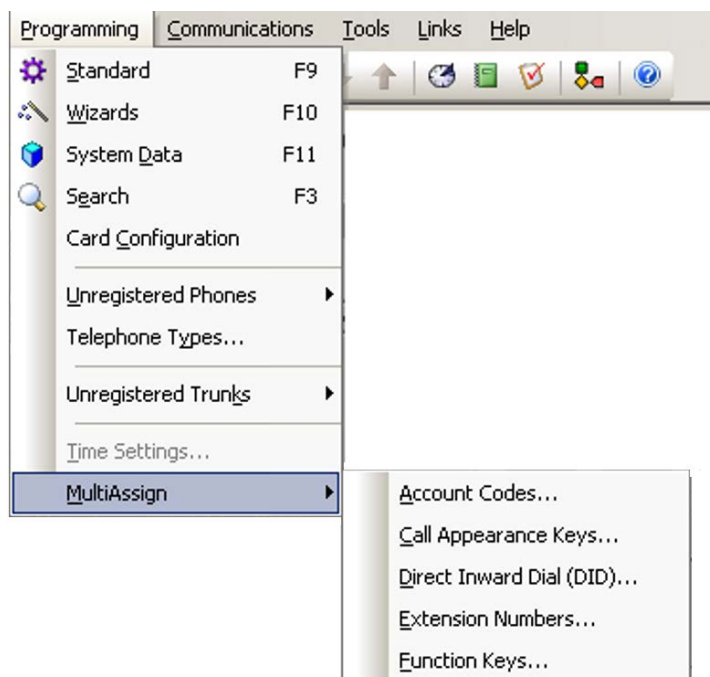 Programming Communications Tools Links Help
Standard F9
Wizards F10
System Data F11
Search F3
Card Configuration
Unregistered Phones
Telephone Types...
Unregistered Trunks
Time Settings...
MultiAssign
Account Codes...
Call Appearance Keys...
Direct Inward Dial (DID)...
Extension Numbers...
Function Keys...